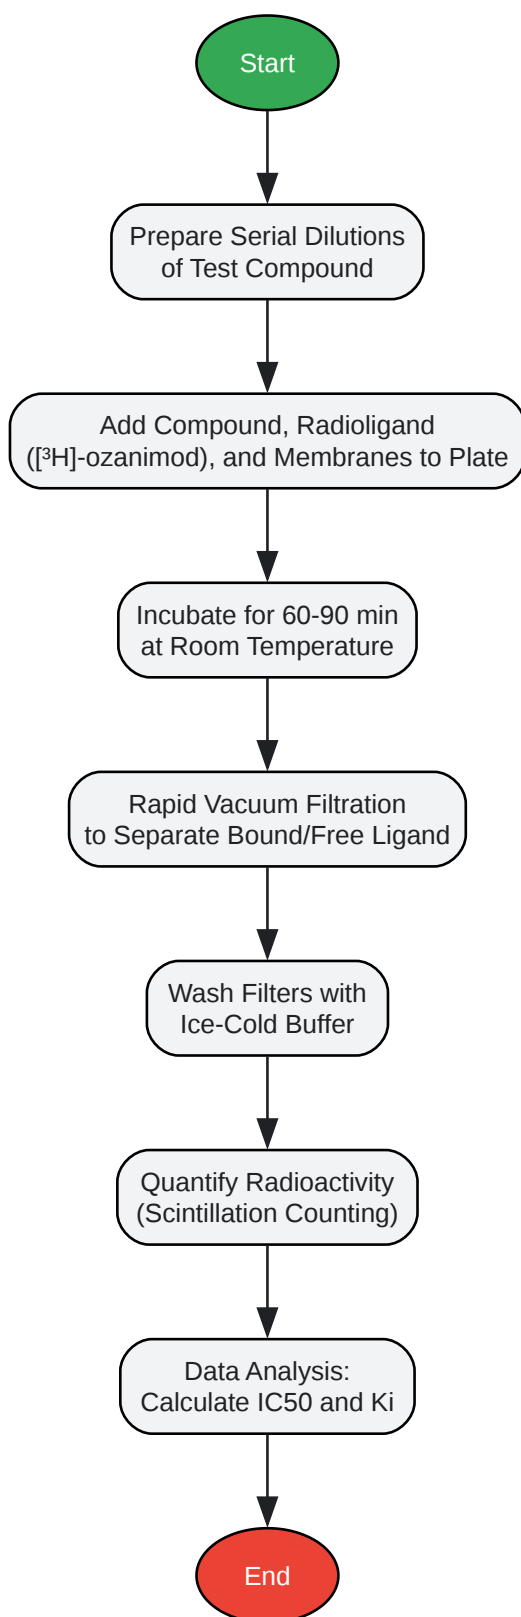 Start
Prepare Serial Dilutions
of Test Compound
Add Compound, Radioligand
([³H]-ozanimod), and Membranes to Plate
Incubate for 60-90 min
at Room Temperature
Rapid Vacuum Filtration
to Separate Bound/Free Ligand
Wash Filters with
Ice-Cold Buffer
Quantify Radioactivity
(Scintillation Counting)
Data Analysis:
Calculate IC50 and Ki
End